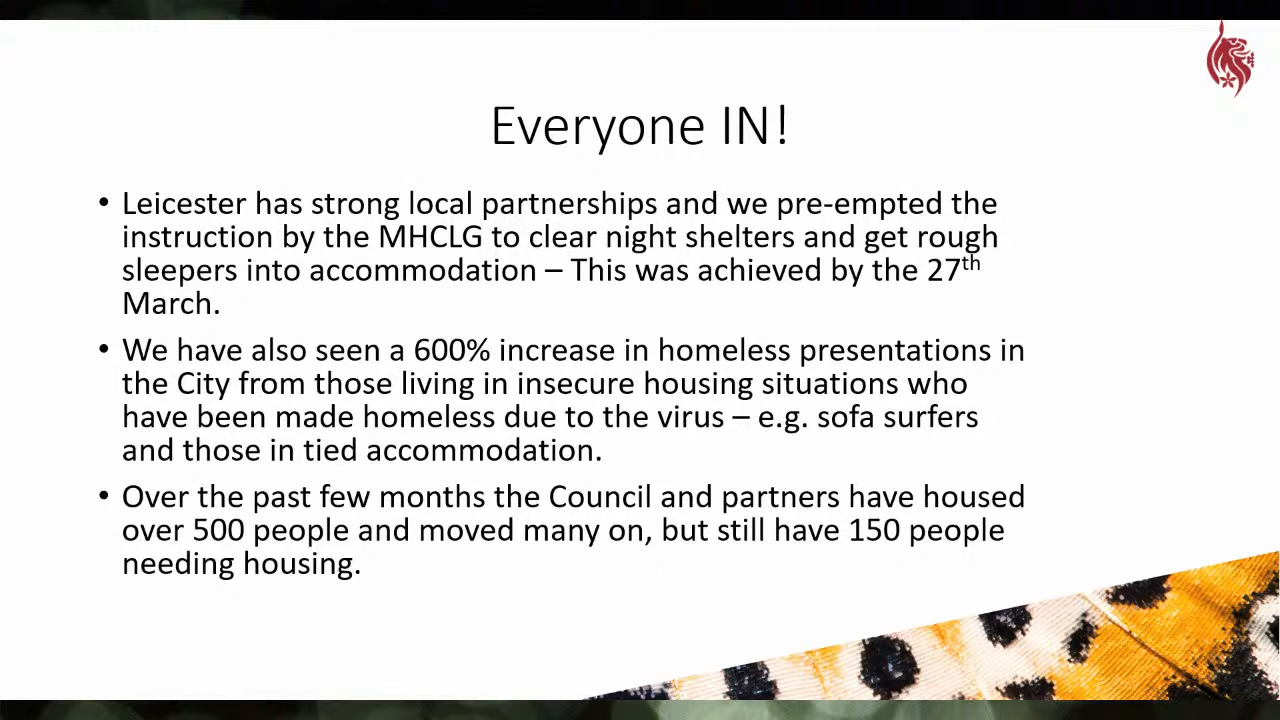 Everyone IN!
• Leicester has strong local partnerships and we pre-empted the
instruction by the MHCLG to clear night shelters and get rough
sleepers into accommodation – This was achieved by the 27th
March.
• We have also seen a 600% increase in homeless presentations in
the City from those living in insecure housing situations who
have been made homeless due to the virus – e.g. sofa surfers
and those in tied accommodation.
• Over the past few months the Council and partners have housed
over 500 people and moved many on, but still have 150 people
needing housing.